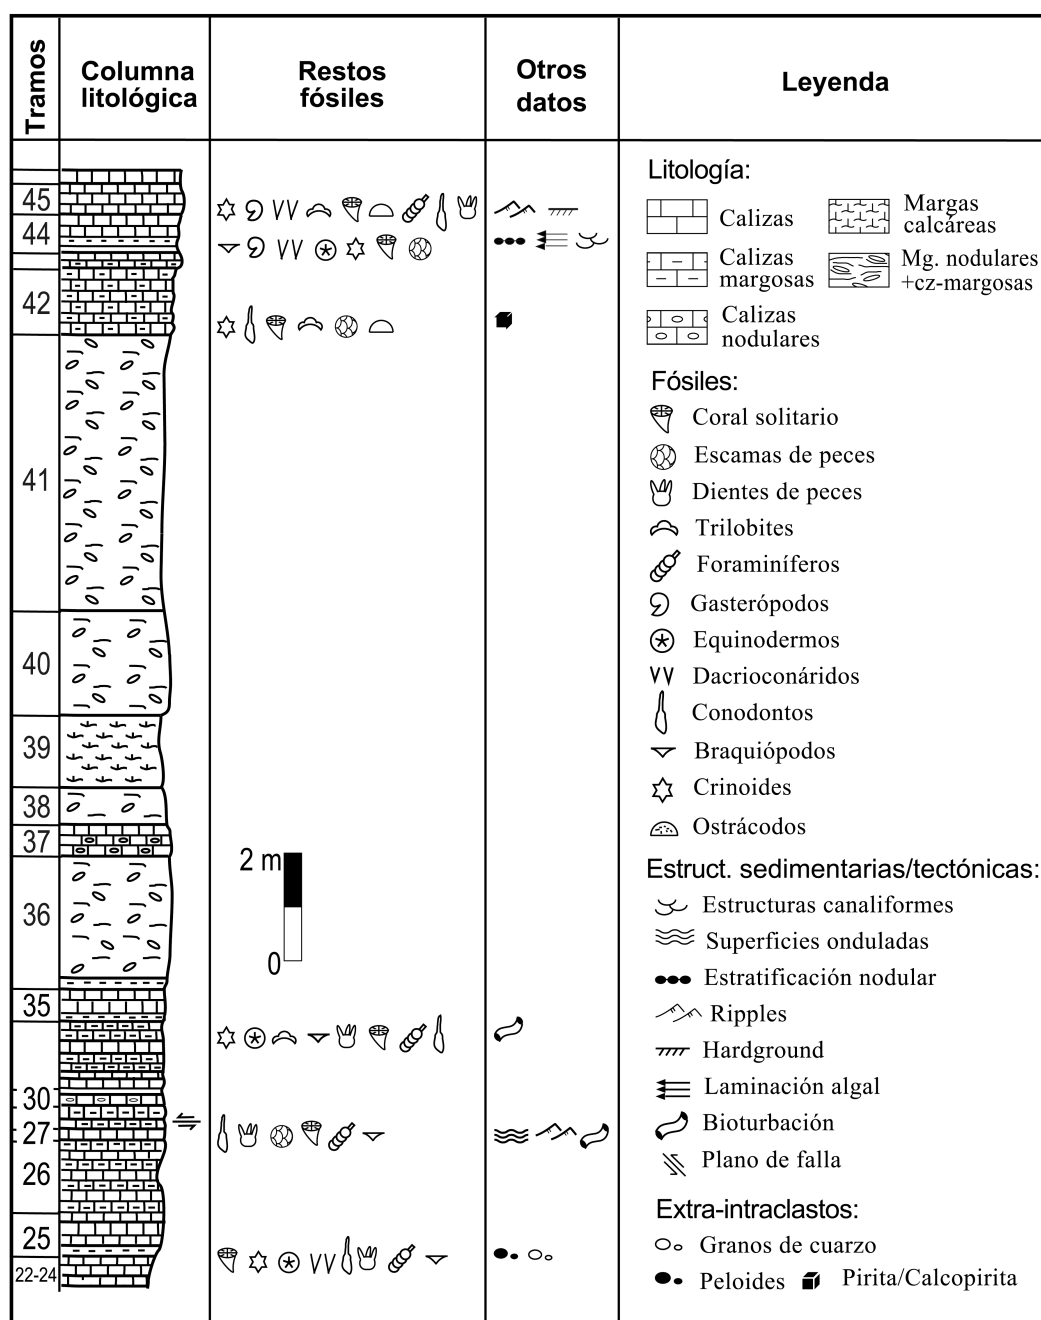 Tramos
Columna
litológica
Restos
fósiles
Otros
datos
Leyenda
45
44
42
41
40
39
38
37
36
35
30
27
26
25
22-24
2 m
0
Litología:
Calizas
Margas
calcáreas
Calizas
margosas
Mg. nodulares
+cz-margosas
Calizas
nodulares
Fósiles:
Coral solitario
Escamas de peces
Dientes de peces
Trilobites
Foraminíferos
Gasterópodos
Equinodermos
Dacrioconáridos
Conodontos
Braquiópodos
Crinoides
Ostrácodos
Estruct. sedimentarias/tectónicas:
Estructuras canaliformes
Superficies onduladas
Estratificación nodular
Ripples
Hardground
Laminación algal
Bioturbación
Plano de falla
Extra-intraclastos:
Granos de cuarzo
Peloides
Pirita/Calcopirita